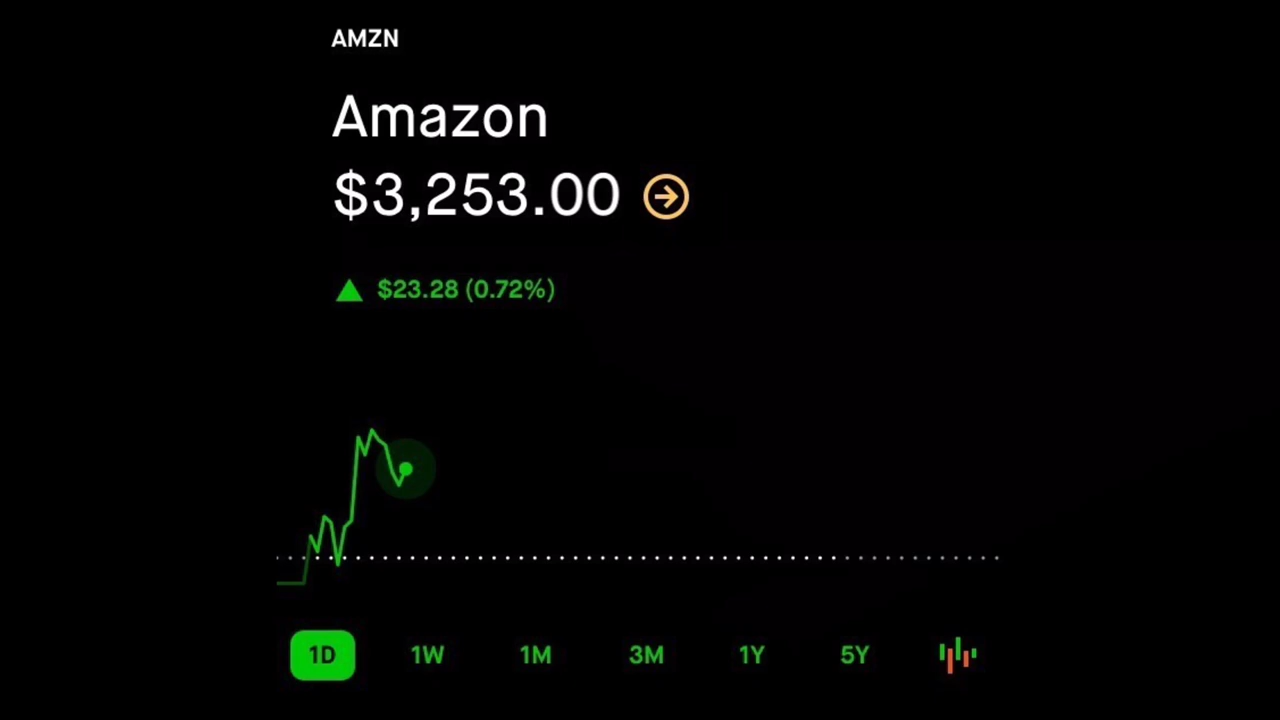 AMZN
Amazon
$3,253.00
$23.28 (0.72%)
1D 1W 1M 3M 1Y 5Y